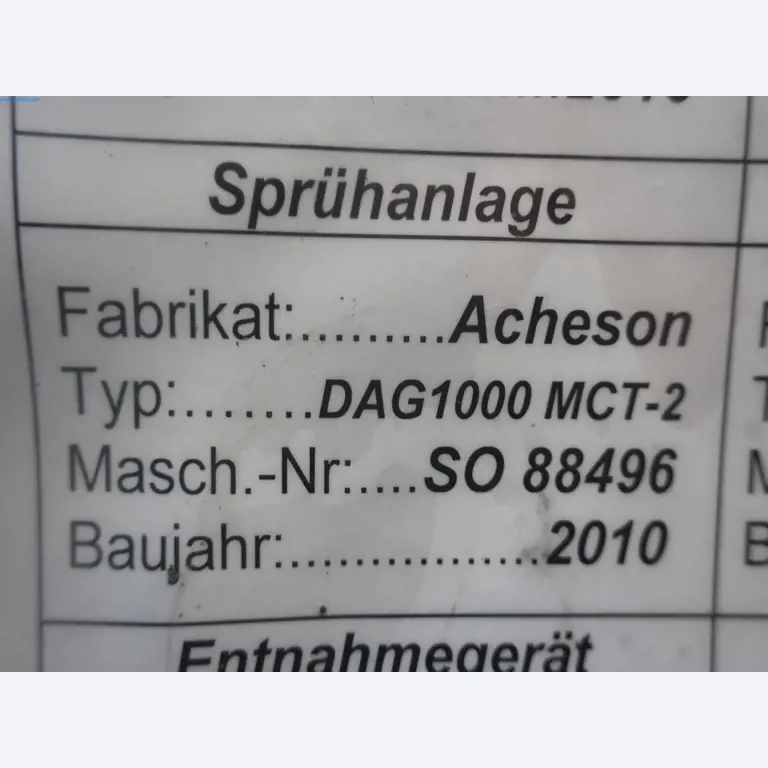 Sprühanlage
Fabrikat:..........Acheson
Typ:.......DAG1000 MCT-2
Masch.-Nr:.....SO 88496
Baujahr:.................2010
Entnahmegerät